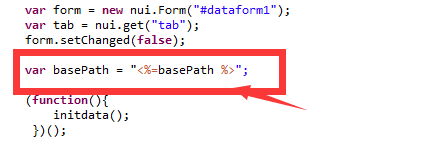 var form = new nui.Form("#dataform1");
var tab = nui.get("tab");
form.setChanged(false);
var basePath = "<%=basePath %>";
(function(){
initdata();
})();